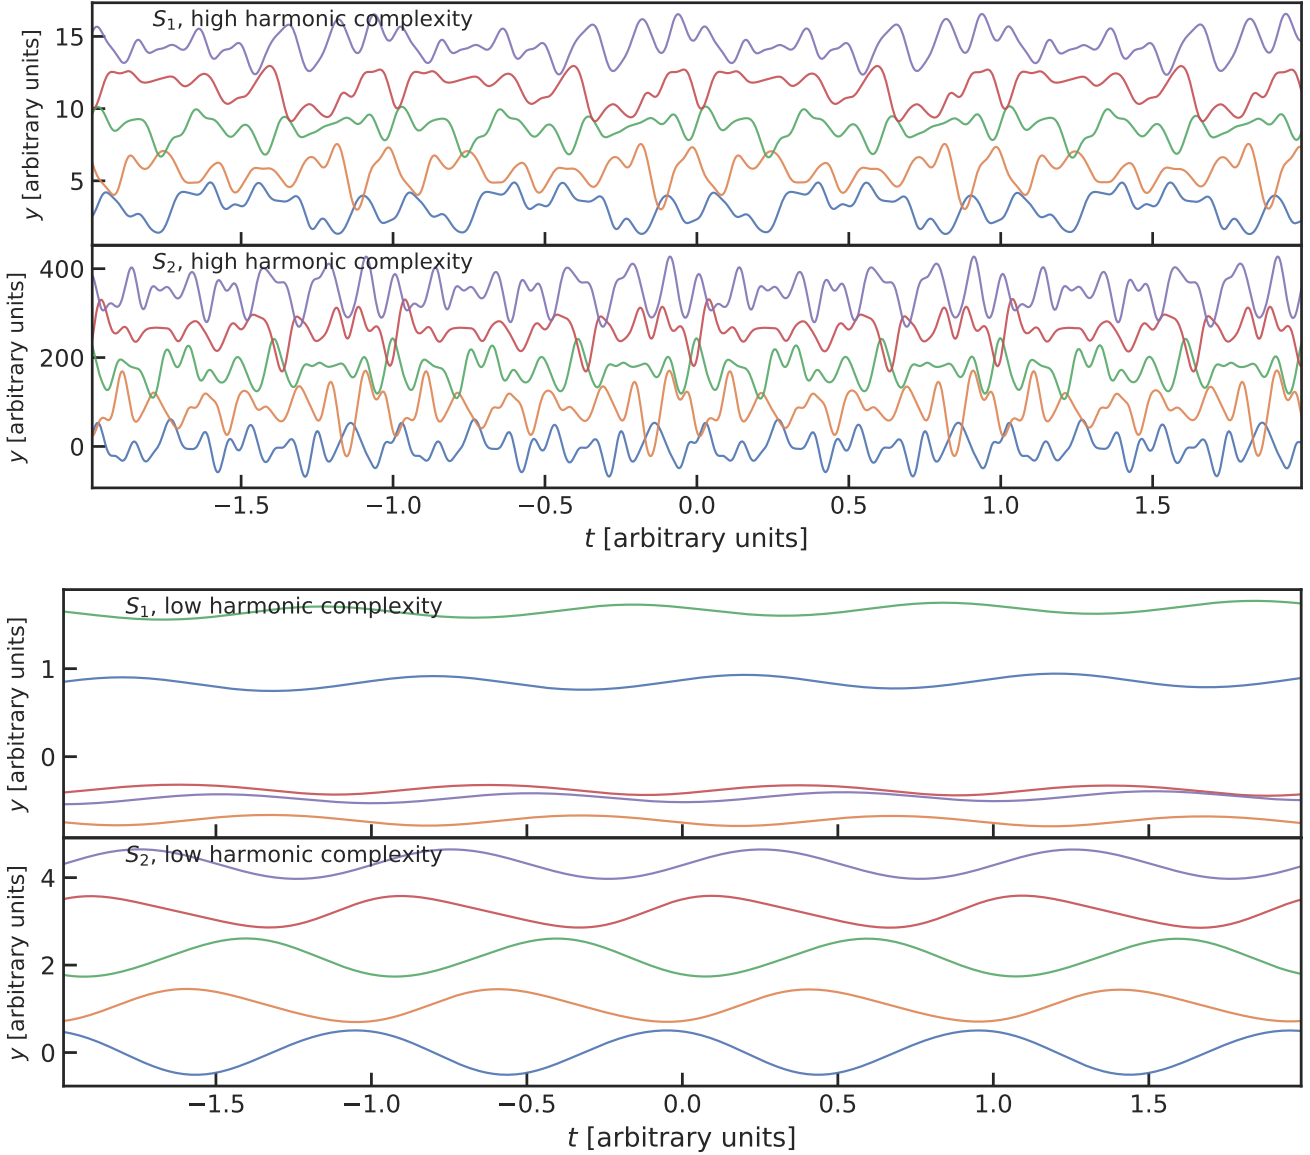 S₁, high harmonic complexity
15
10
5
y [arbitrary units]
S₂, high harmonic complexity
400
200
0
y [arbitrary units]
−1.5 −1.0 −0.5 0.0 0.5 1.0 1.5
t [arbitrary units]
S₁, low harmonic complexity
1
0
y [arbitrary units]
S₂, low harmonic complexity
4
2
0
y [arbitrary units]
−1.5 −1.0 −0.5 0.0 0.5 1.0 1.5
t [arbitrary units]